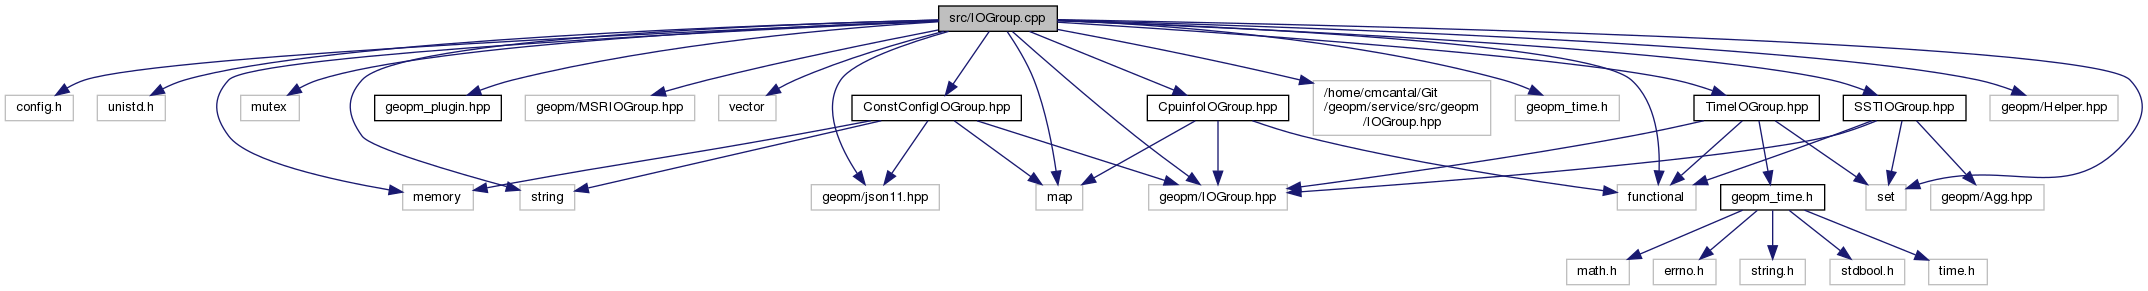 src/IOGroup.cpp
config.h
unistd.h
mutex
geopm_plugin.hpp
geopm/MSRIOGroup.hpp
vector
ConstConfigIOGroup.hpp
CpuinfoIOGroup.hpp
/home/cmcantal/Git
/geopm/service/src/geopm
/IOGroup.hpp
geopm_time.h
TimeIOGroup.hpp
SSTIOGroup.hpp
geopm/Helper.hpp
memory
string
geopm/json11.hpp
map
geopm/IOGroup.hpp
functional
geopm_time.h
set
geopm/Agg.hpp
math.h
errno.h
string.h
stdbool.h
time.h